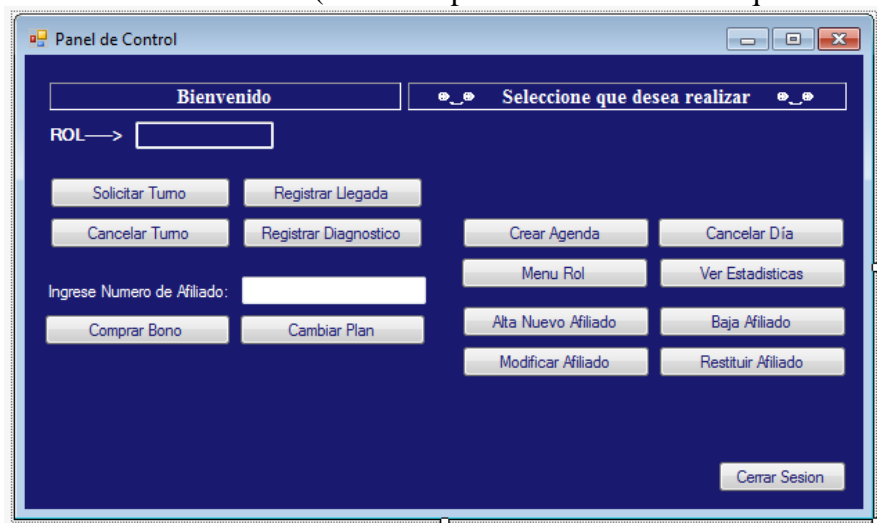 Panel de Control
Bienvenido
Seleccione que desea realizar
ROL---->
Solicitar Turno Registrar Llegada
Cancelar Turno Registrar Diagnostico Crear Agenda Cancelar Día
Menu Rol Ver Estadisticas
Ingrese Numero de Afiliado:
Comprar Bono Cambiar Plan Alta Nuevo Afiliado Baja Afiliado
Modificar Afiliado Restituir Afiliado
Cerrar Sesion